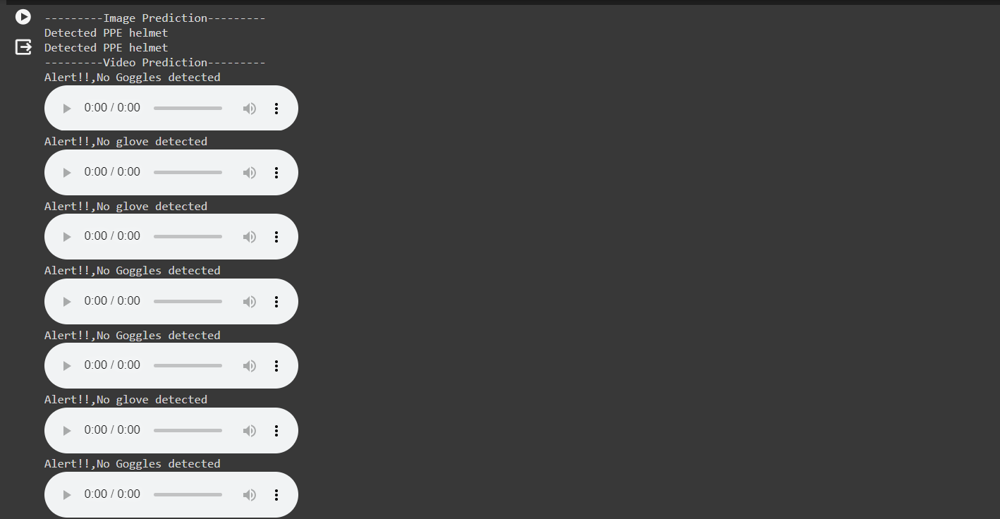 ---------Image Prediction---------
Detected PPE helmet
Detected PPE helmet
---------Video Prediction---------
Alert!!,No Goggles detected
0:00 / 0:00
Alert!!,No glove detected
0:00 / 0:00
Alert!!,No glove detected
0:00 / 0:00
Alert!!,No Goggles detected
0:00 / 0:00
Alert!!,No Goggles detected
0:00 / 0:00
Alert!!,No glove detected
0:00 / 0:00
Alert!!,No Goggles detected
0:00 / 0:00